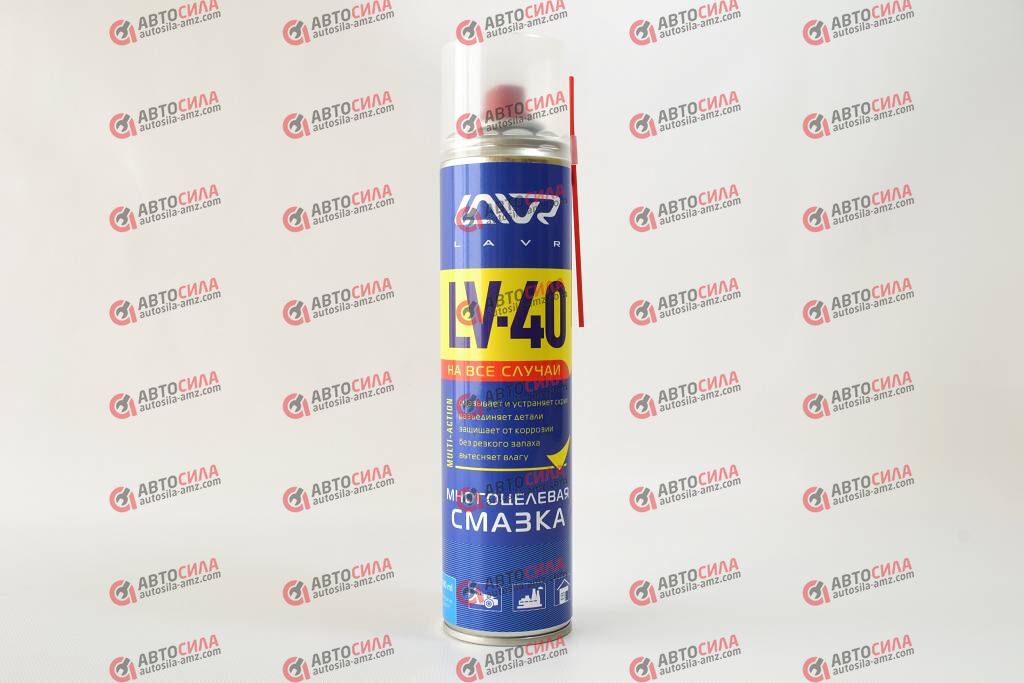 LAVR
LAVR
LV-40
НА ВСЕ СЛУЧАИ
MULTI-ACTION
смазывает и устраняет скрип
разъединяет детали
защищает от коррозии
без резкого запаха
вытесняет влагу
МНОГОЦЕЛЕВАЯ
СМАЗКА
АВТОСИЛА
autosila-amz.com